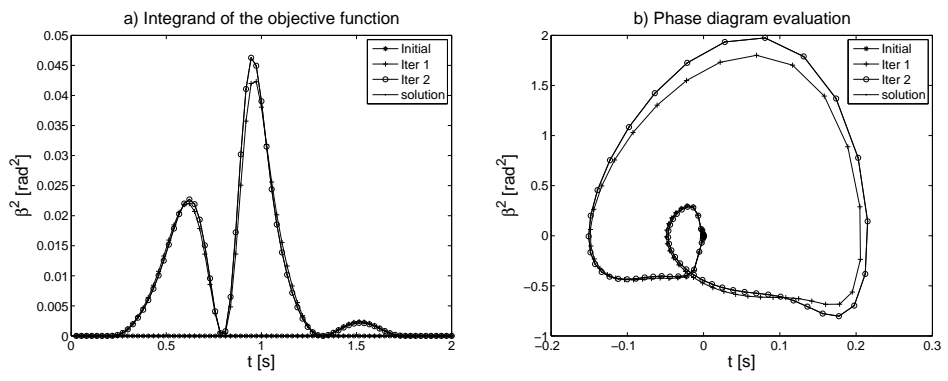 a) Integrand of the objective function
0.05
0.045
0.04
0.035
0.03
0.025
0.02
0.015
0.01
0.005
0
β² [rad²]
0
0.5
1
1.5
2
t [s]
Initial
Iter 1
Iter 2
solution
b) Phase diagram evaluation
2
1.5
1
0.5
0
−0.5
−1
β² [rad²]
−0.2
−0.1
0
0.1
0.2
0.3
t [s]
Initial
Iter 1
Iter 2
solution